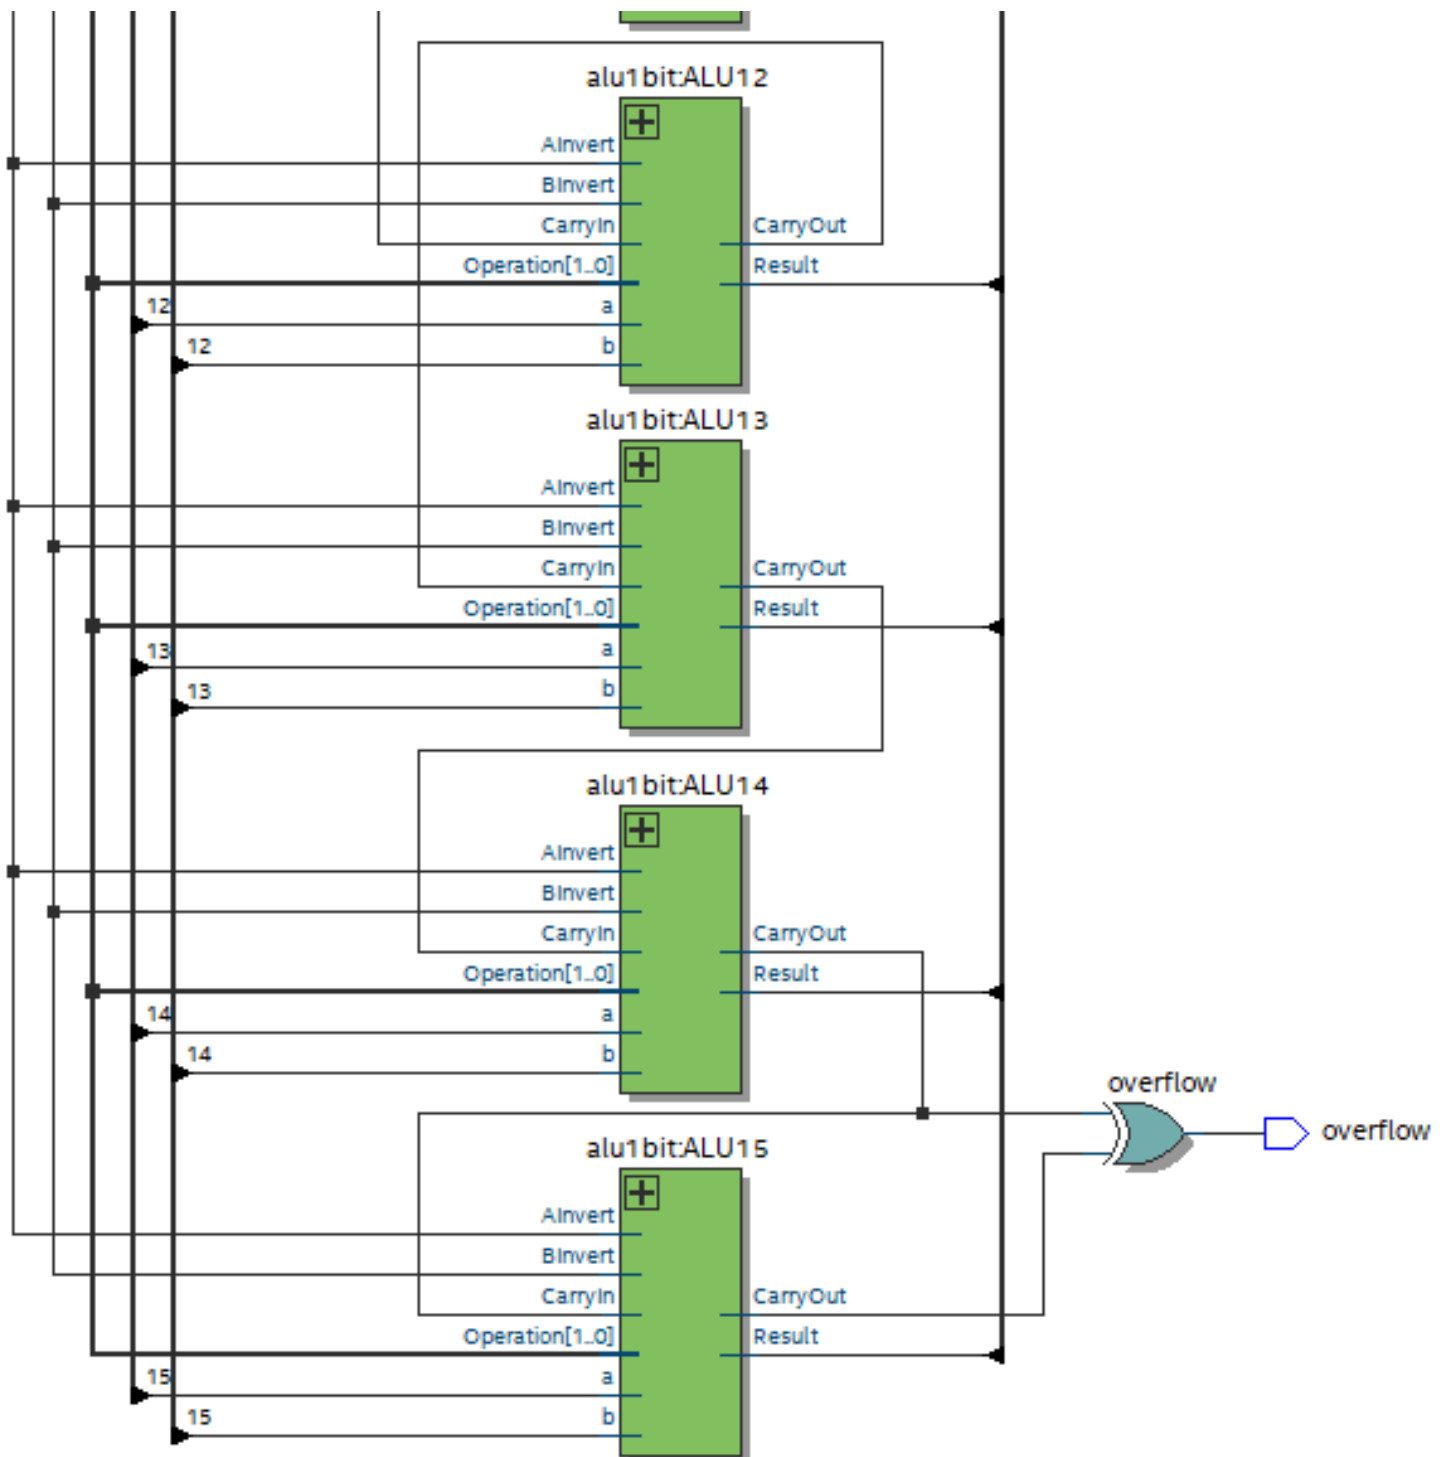 alu1bit:ALU12
AInvert
BInvert
CarryIn
CarryOut
Operation[1..0]
Result
12
a
12
b
alu1bit:ALU13
AInvert
BInvert
CarryIn
CarryOut
Operation[1..0]
Result
13
a
13
b
alu1bit:ALU14
AInvert
BInvert
CarryIn
CarryOut
Operation[1..0]
Result
14
a
14
b
overflow
overflow
alu1bit:ALU15
AInvert
BInvert
CarryIn
CarryOut
Operation[1..0]
Result
15
a
15
b